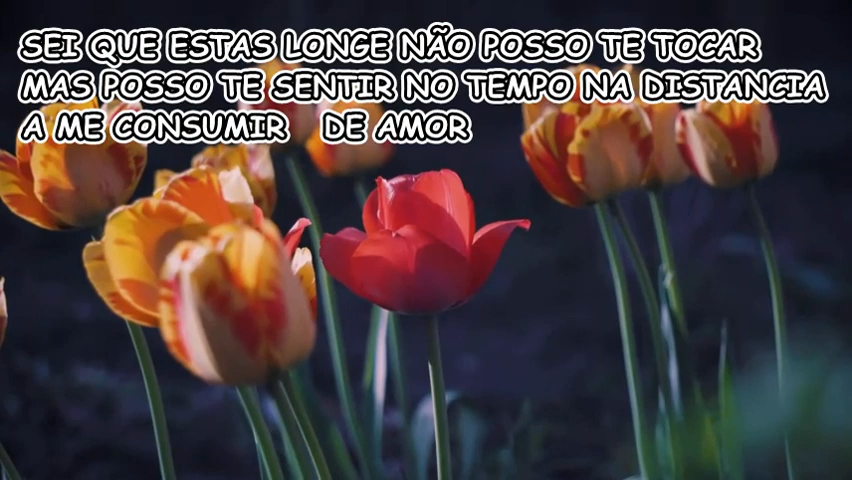 SEI QUE ESTAS LONGE NÃO POSSO TE TOCAR
MAS POSSO TE SENTIR NO TEMPO NA DISTANCIA
A ME CONSUMIR DE AMOR